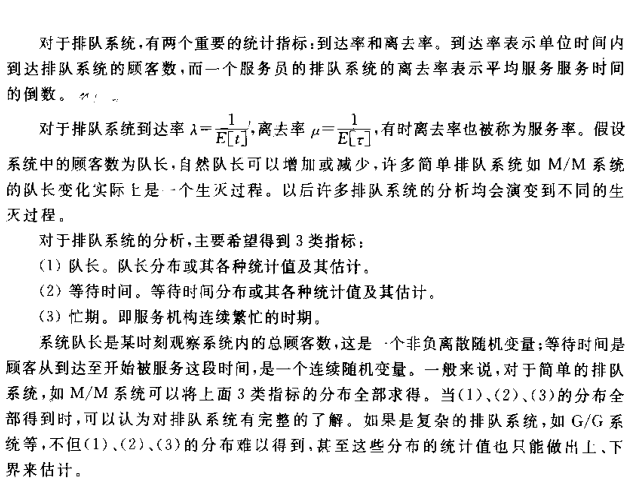 对于排队系统,有两个重要的统计指标:到达率和离去率。到达率表示单位时间内
到达排队系统的顾客数,而一个服务员的排队系统的离去率表示平均服务服务时间
的倒数。
对于排队系统到达率 λ=1/E[t],离去率 μ=1/E[τ],有时离去率也被称为服务率。假设
系统中的顾客数为队长,自然队长可以增加或减少,许多简单排队系统如 M/M 系统
的队长变化实际上是一个生灭过程。以后许多排队系统的分析均会演变到不同的生
灭过程。
对于排队系统的分析,主要希望得到 3 类指标:
(1) 队长。队长分布或其各种统计值及其估计。
(2) 等待时间。等待时间分布或其各种统计值及其估计。
(3) 忙期。即服务机构连续繁忙的时期。
系统队长是某时刻观察系统内的总顾客数,这是一个非负离散随机变量;等待时间是
顾客从到达至开始被服务这段时间,是一个连续随机变量。一般来说,对于简单的排队
系统,如 M/M 系统可以将上面 3 类指标的分布全部求得。当(1)、(2)、(3)的分布全
部得到时,可以认为对排队系统有完整的了解。如果是复杂的排队系统,如 G/G 系
统等,不但(1)、(2)、(3)的分布难以得到,甚至这些分布的统计值也只能做出上、下
界来估计。